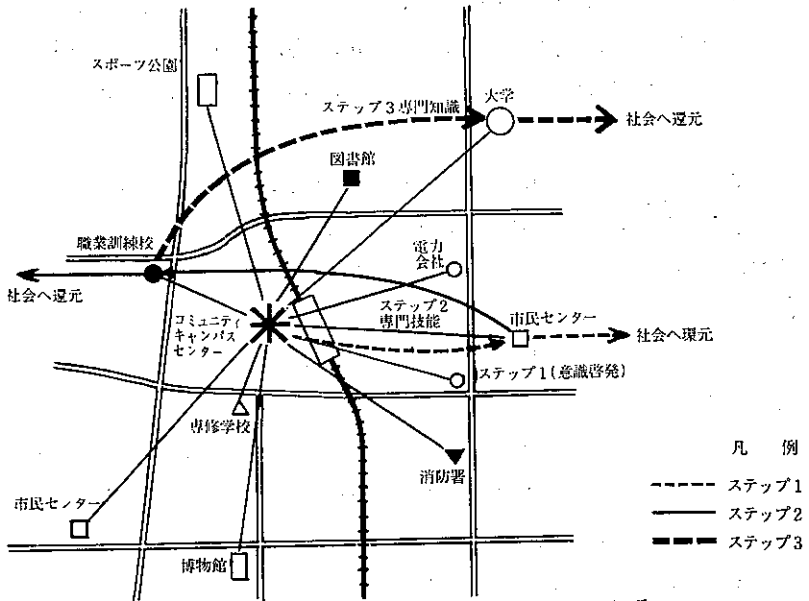 スポーツ公園
大学
ステップ3専門知識
社会へ還元
図書館
職業訓練校
電力
会社
社会へ還元
ステップ2
専門技能
市民センター
コミュニティ
キャンパス
センター
社会へ還元
ステップ1(意識啓発)
専修学校
消防署
市民センター
博物館
凡 例
ステップ1
ステップ2
ステップ3